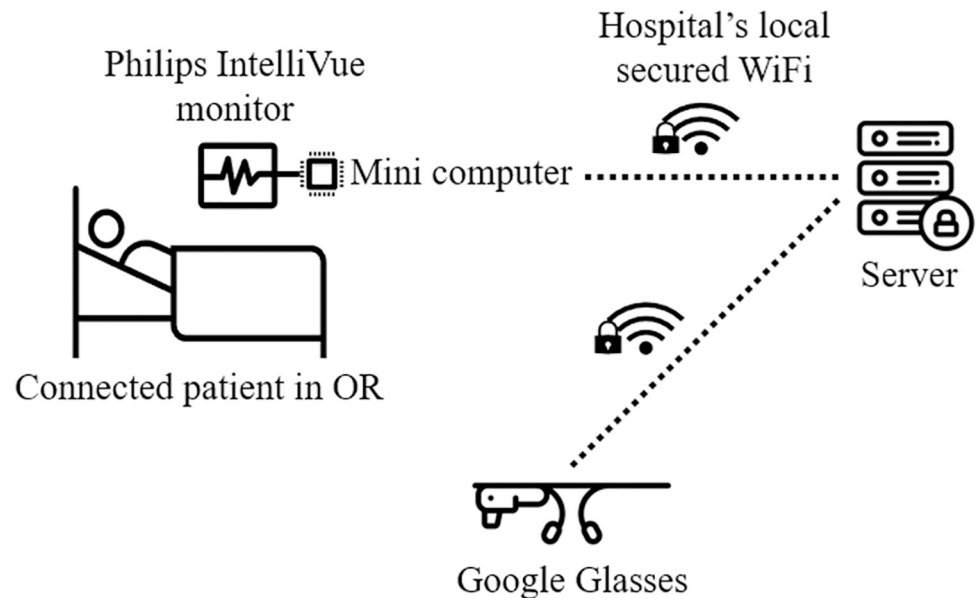 Hospital's local
secured WiFi
Philips IntelliVue
monitor
Mini computer
Server
Connected patient in OR
Google Glasses